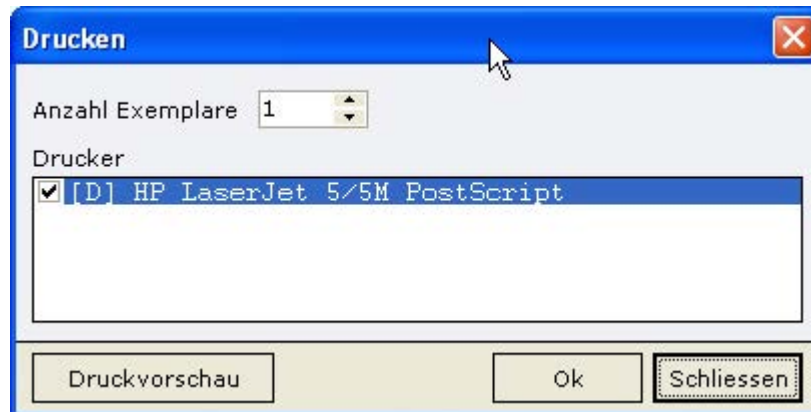 Drucken
Anzahl Exemplare 1
Drucker
[D] HP LaserJet 5/5M PostScript
Druckvorschau Ok Schliessen